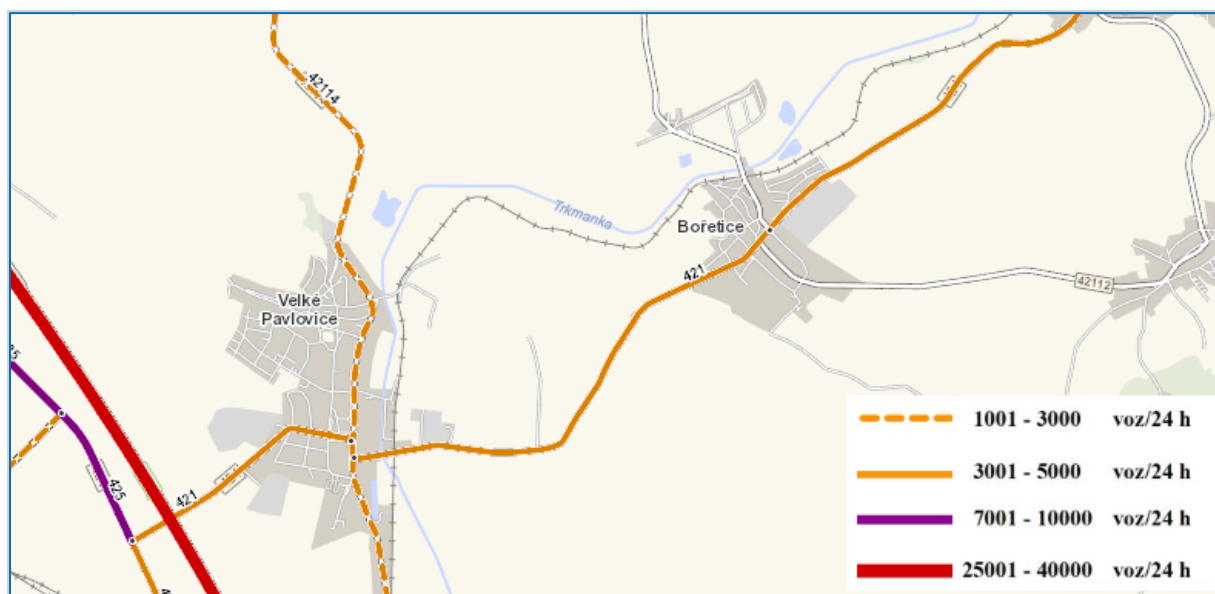 42114
Trkmanka
Bořetice
421
42112
Velké
Pavlovice
425
421
1001 - 3000 voz/24 h
3001 - 5000 voz/24 h
7001 - 10000 voz/24 h
25001 - 40000 voz/24 h